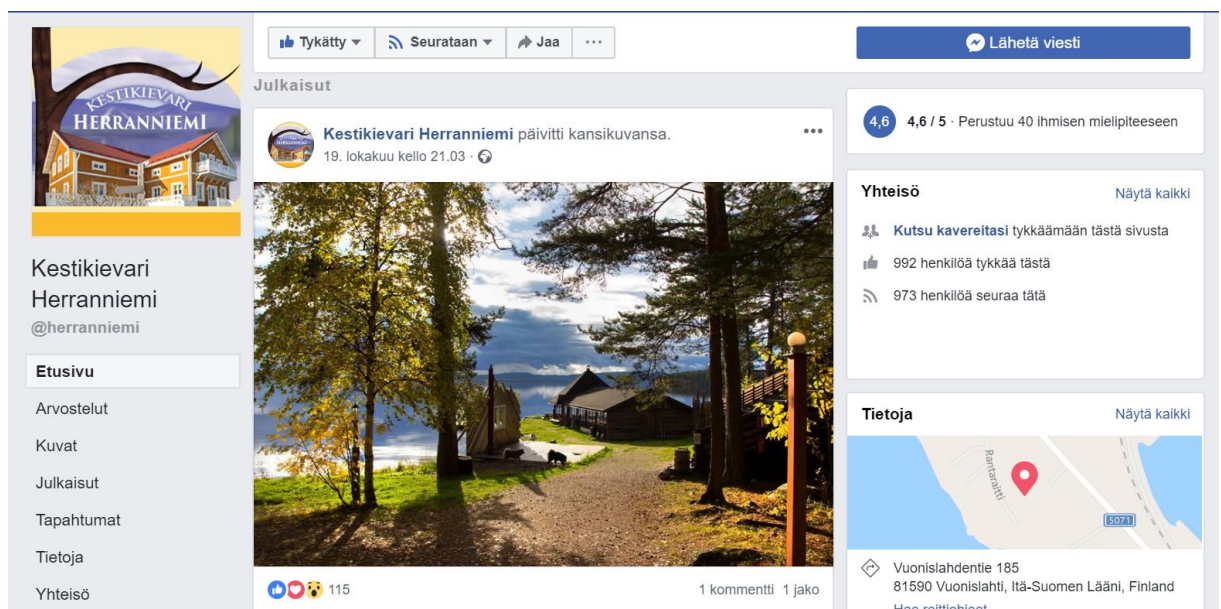 KESTIKIEVARI
HERRANNIEMI
Kestikievari
Herranniemi
@herranniemi
Etusivu
Arvostelut
Kuvat
Julkaisut
Tapahtumat
Tietoja
Yhteisö
Tykätty
Seurataan
Jaa
Julkaisut
Kestikievari Herranniemi päivitti kansikuvansa.
19. lokakuu kello 21.03 ·
115
1 kommentti 1 jako
Lähetä viesti
4,6
4,6 / 5 · Perustuu 40 ihmisen mielipiteeseen
Yhteisö
Näytä kaikki
Kutsu kavereitasi tykkäämään tästä sivusta
992 henkilöä tykkää tästä
973 henkilöä seuraa tätä
Tietoja
Näytä kaikki
Rantaraitti
5071
Vuonislahdentie 185
81590 Vuonislahti, Itä-Suomen Lääni, Finland
Hae reittiohjeet